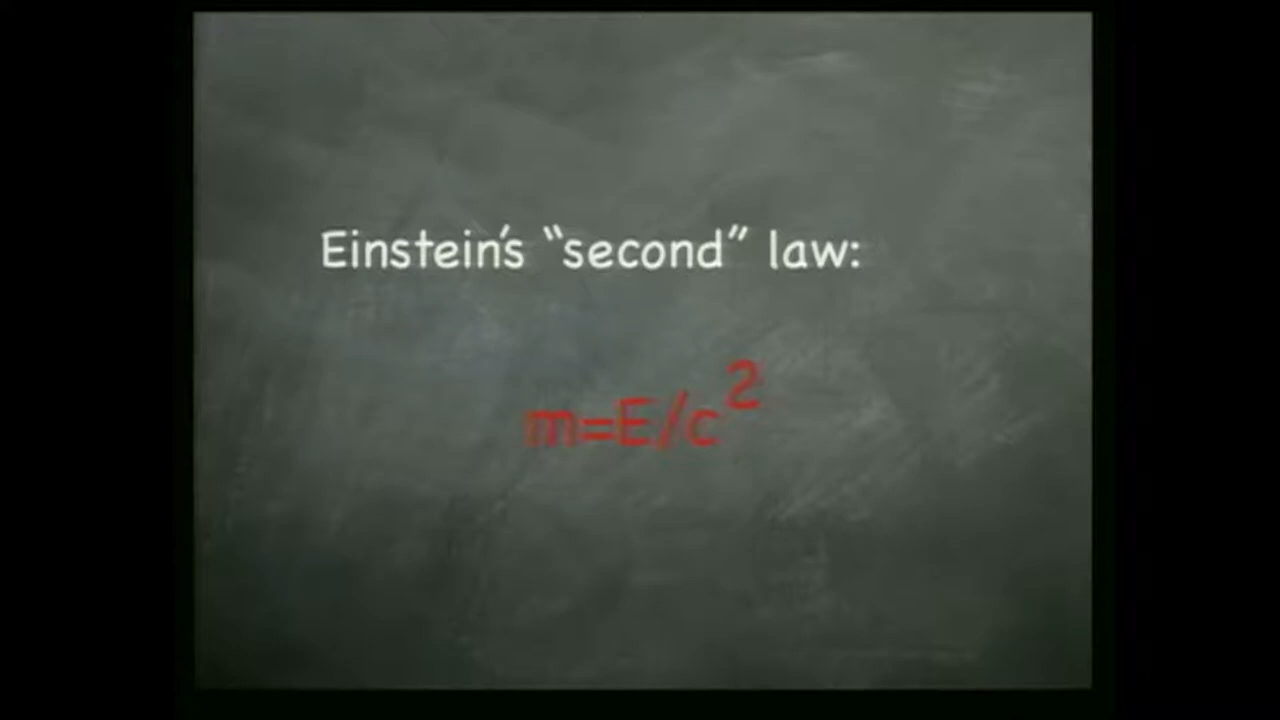 Einstein's “second” law:
m=E/c²